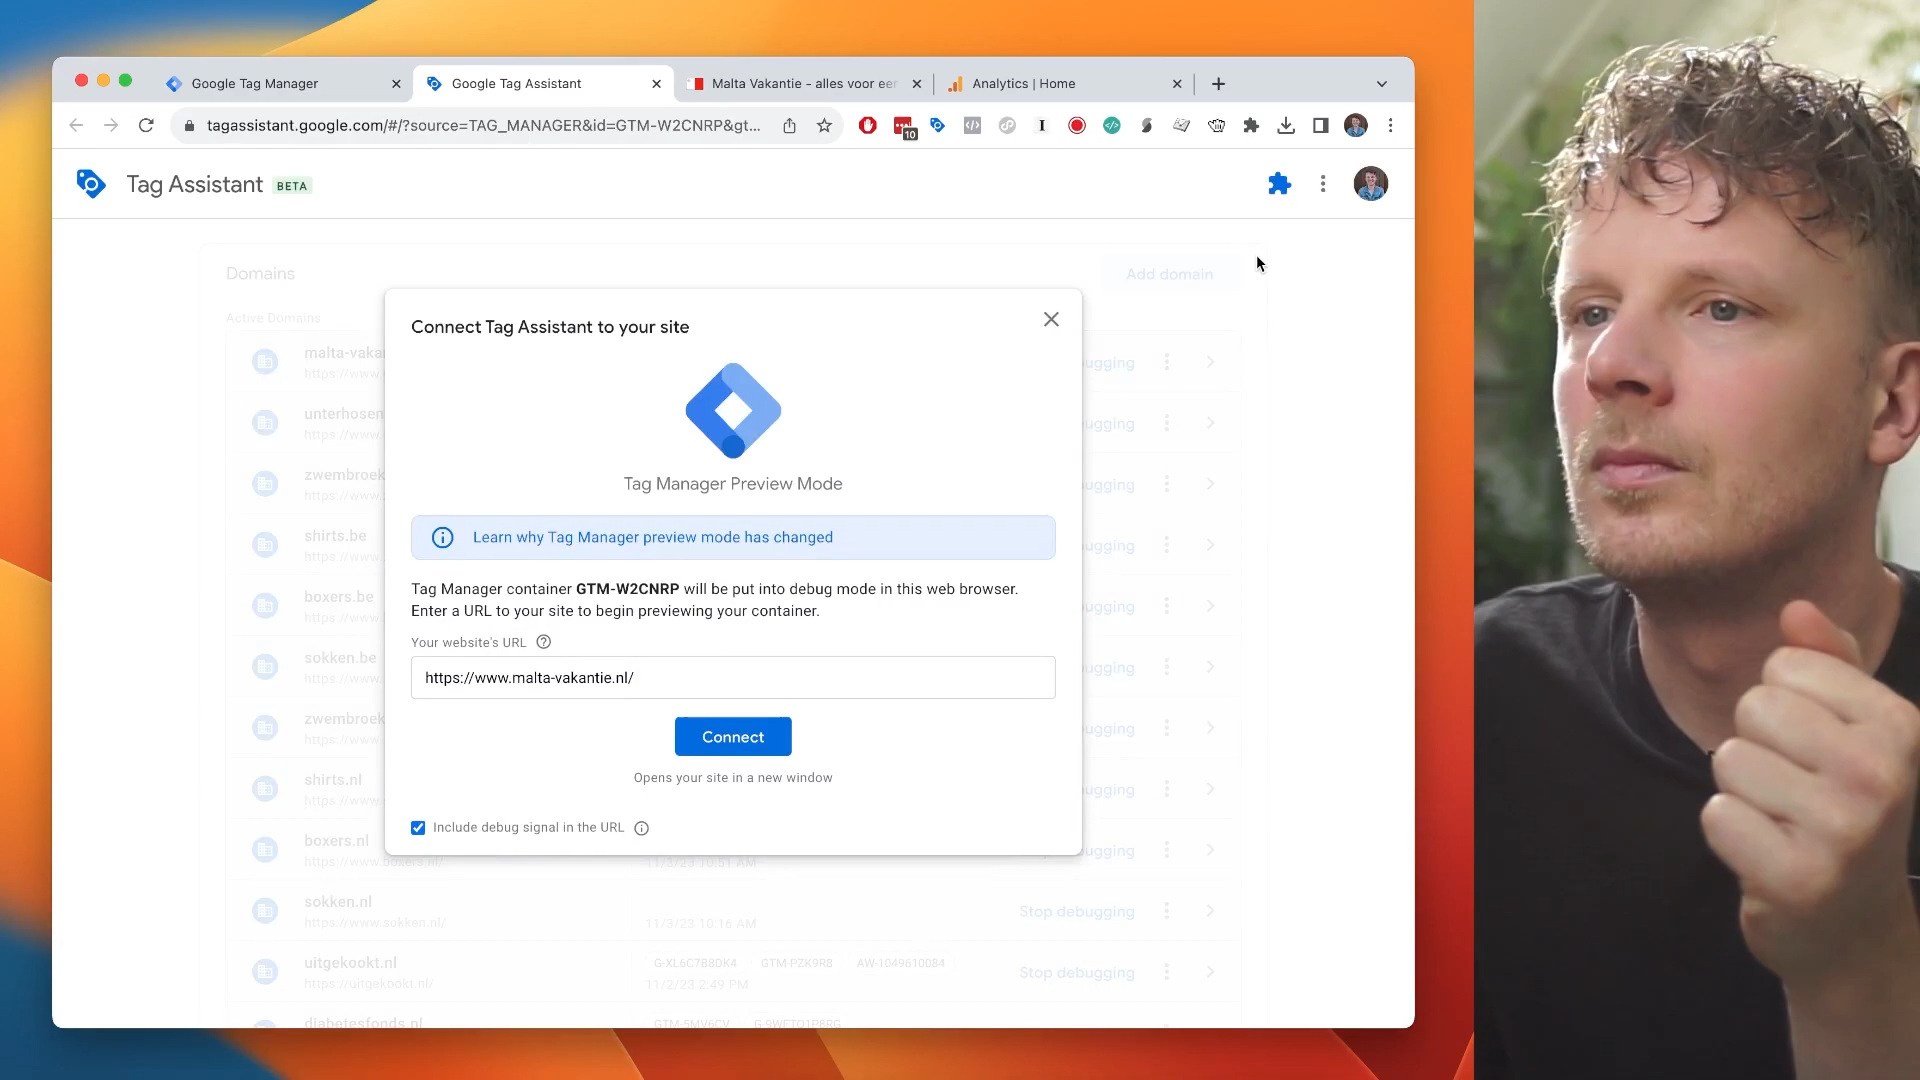 Google Tag Manager
Google Tag Assistant
Malta Vakantie - alles voor eer
Analytics | Home
tagassistant.google.com/#/?source=TAG_MANAGER&id=GTM-W2CNRP&gt...
10
Tag Assistant BETA
Domains
Add domain
Active Domains
malta-vaka
https://www.
ugging
unterhosen
https://www.
ugging
zwembroek
https://www.
ugging
shirts.be
https://www.
ugging
boxers.be
https://www.
ugging
sokken.be
https://www.
ugging
zwembroek
https://www.
ugging
shirts.nl
https://www.
ugging
boxers.nl
https://www.boxers.nl/
11/3/23 10:51 AM
ugging
sokken.nl
https://www.sokken.nl/
11/3/23 10:16 AM
Stop debugging
uitgekookt.nl
https://uitgekookt.nl/
G-XL6C7B8DK4 GTM-PZK9R8 AW-1049610084
11/2/23 2:49 PM
Stop debugging
diabetesfonds.nl
GTM-5MV6CV
Connect Tag Assistant to your site
Tag Manager Preview Mode
Learn why Tag Manager preview mode has changed
Tag Manager container GTM-W2CNRP will be put into debug mode in this web browser.
Enter a URL to your site to begin previewing your container.
Your website's URL
https://www.malta-vakantie.nl/
Connect
Opens your site in a new window
Include debug signal in the URL